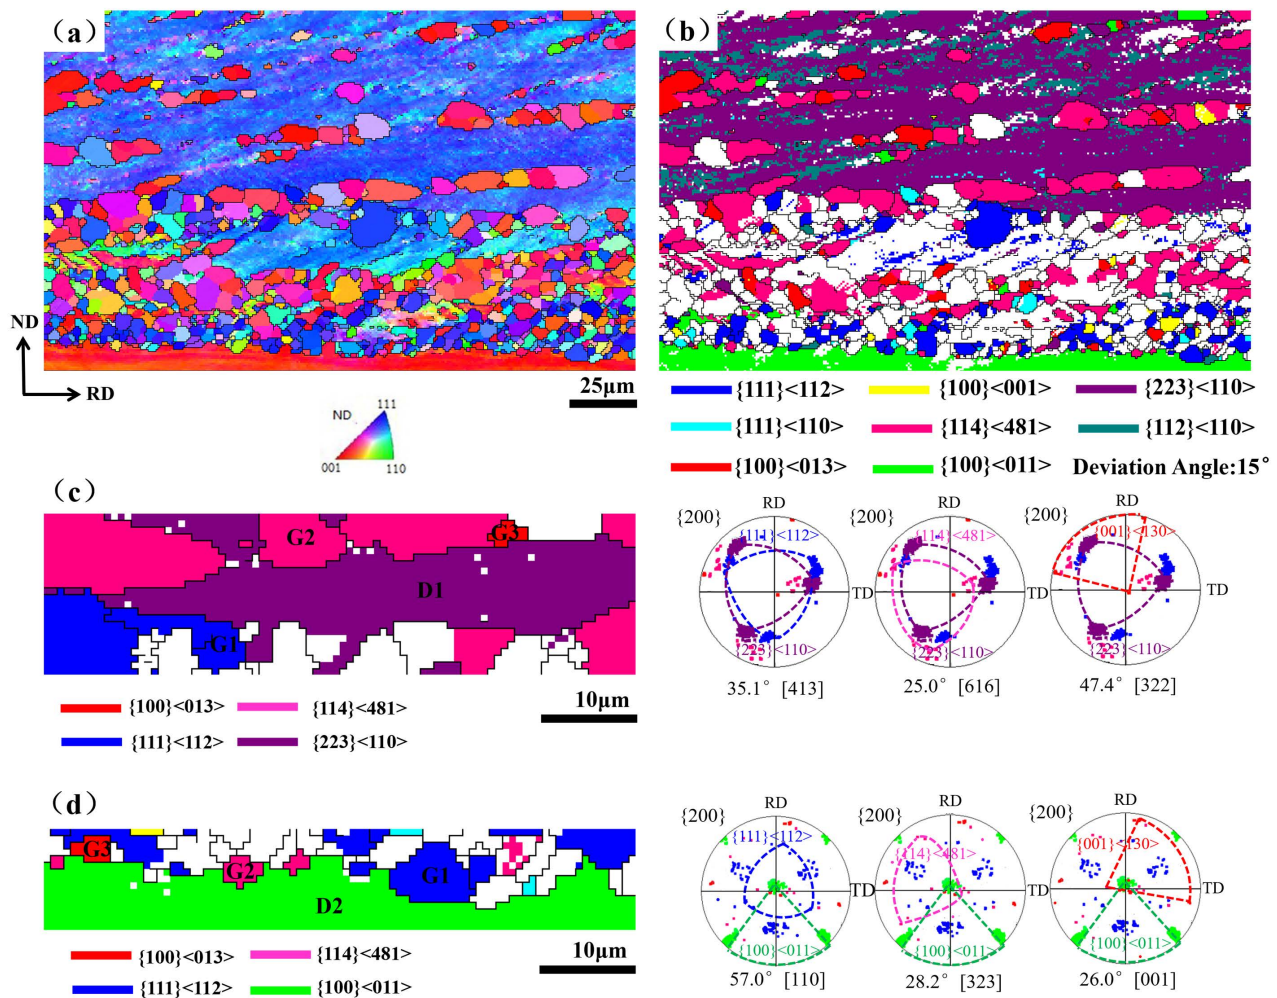 (a)
(b)
ND
RD
25μm
ND
111
001
110
{111}<112>
{100}<001>
{223}<110>
{111}<110>
{114}<481>
{112}<110>
{100}<013>
{100}<011>
Deviation Angle:15°
(c)
G2
G3
D1
G1
10μm
{100}<013>
{114}<481>
{111}<112>
{223}<110>
RD
{200}
{111}<112>
TD
{223}<110>
35.1° [413]
RD
{200}
{114}<481>
TD
{223}<110>
25.0° [616]
RD
{200}
{001}<130>
TD
{223}<110>
47.4° [322]
(d)
G3
G2
G1
D2
10μm
{100}<013>
{114}<481>
{111}<112>
{100}<011>
RD
{200}
{111}<112>
TD
{100}<011>
57.0° [110]
RD
{200}
{114}<481>
TD
{100}<011>
28.2° [323]
RD
{200}
{001}<130>
TD
{100}<011>
26.0° [001]